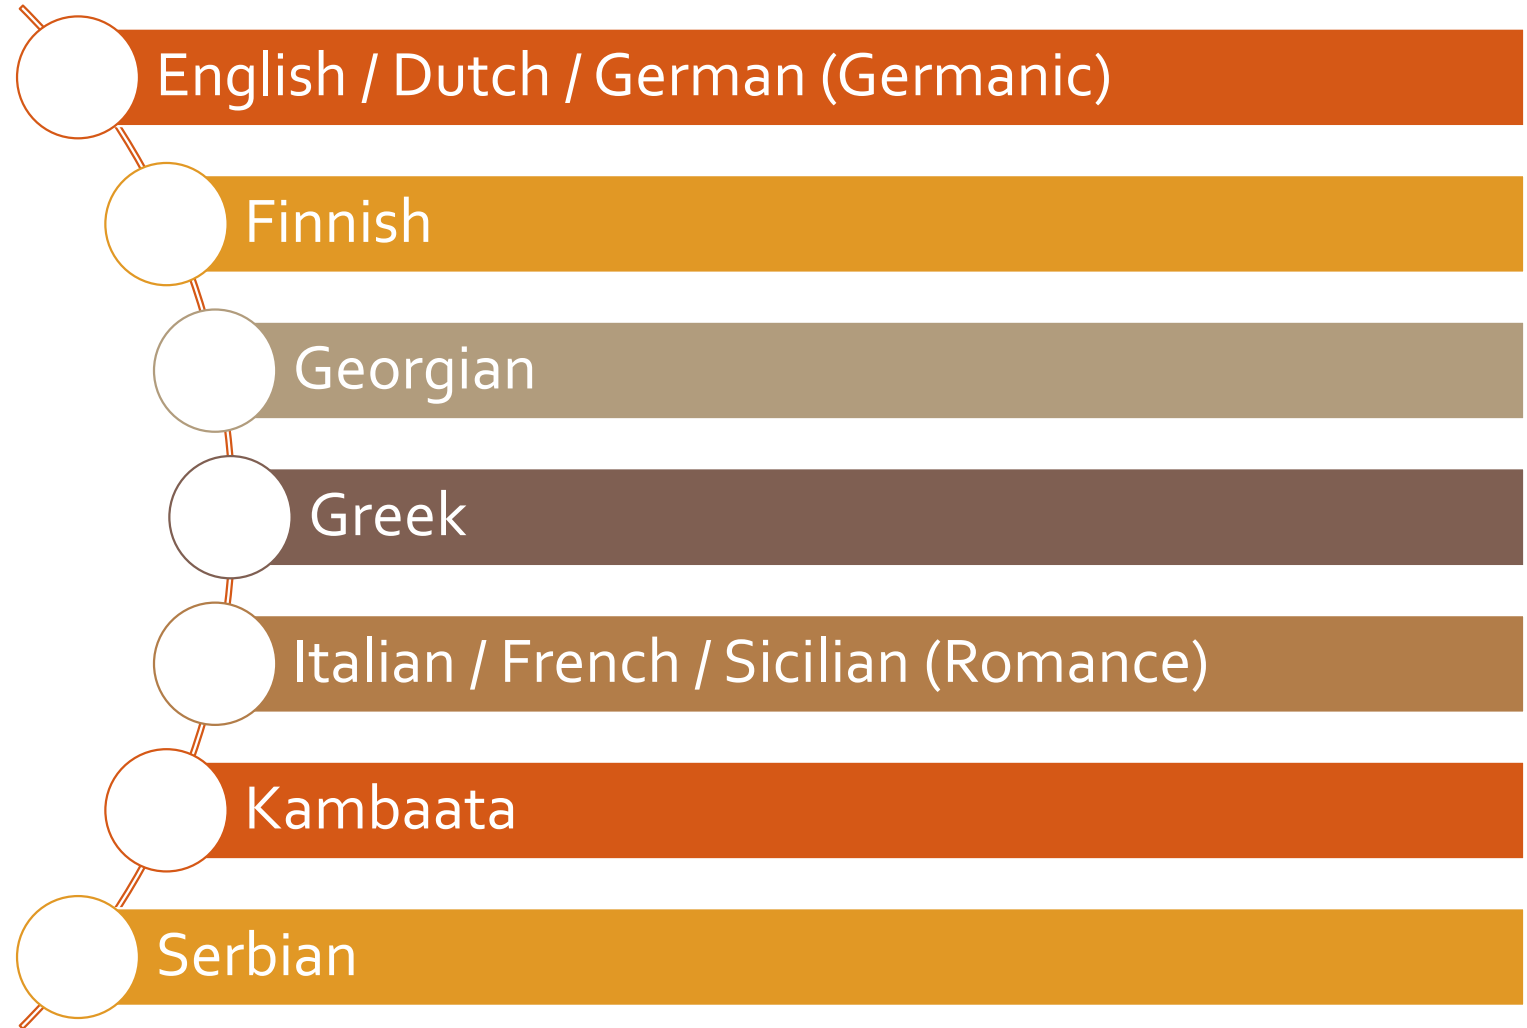 English / Dutch / German (Germanic)
Finnish
Georgian
Greek
Italian / French / Sicilian (Romance)
Kambaata
Serbian